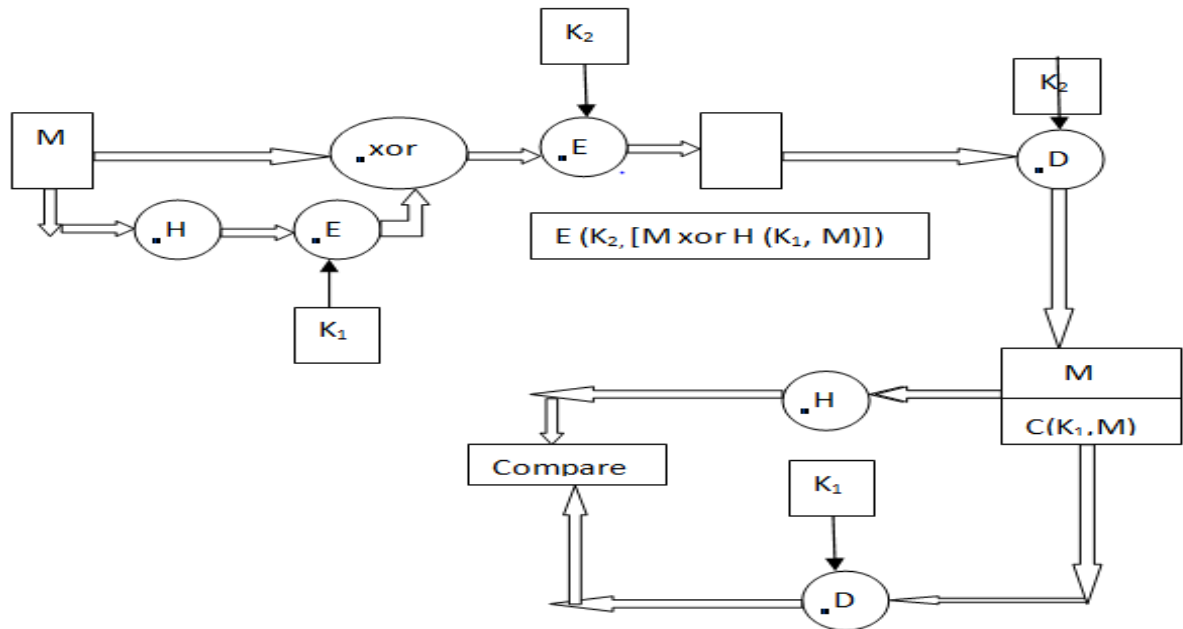 K₂
K₂
M
xor
E
D
H
E
E (K₂, [M xor H (K₁, M)])
K₁
M
H
C(K₁,M)
Compare
K₁
D